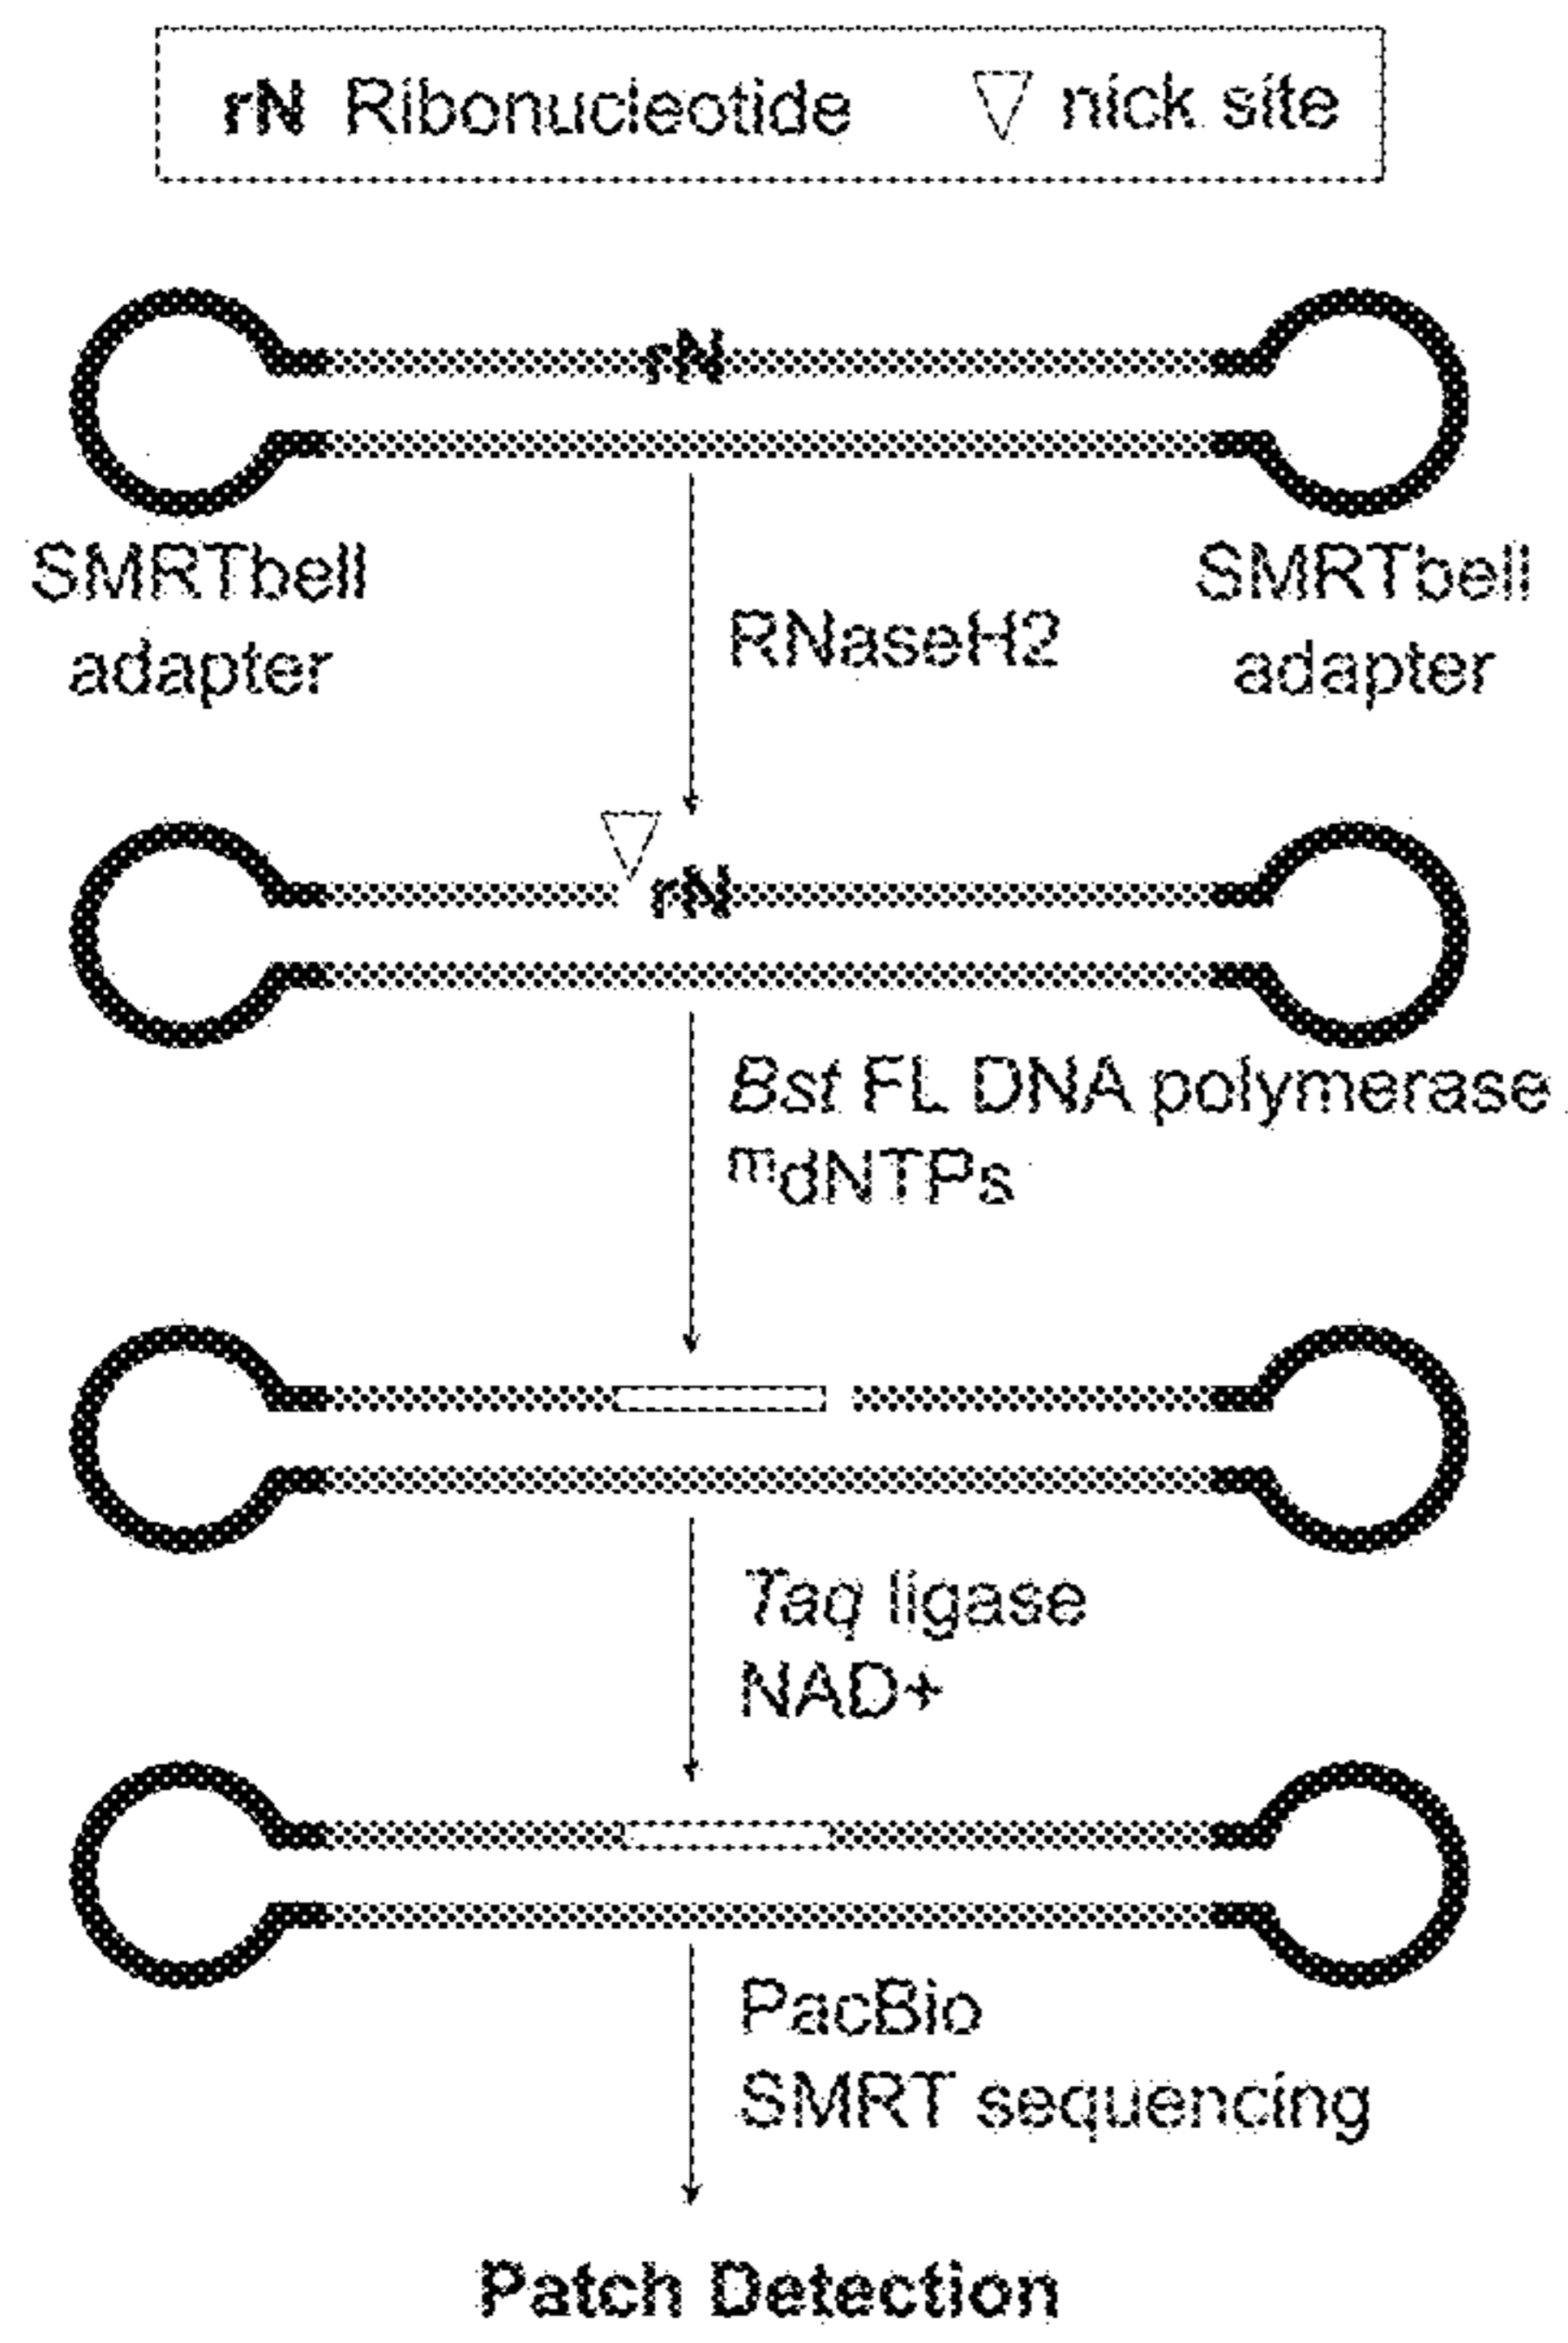 rN Ribonucleotide ▽ nick site
rN
SMRTbell adapter
SMRTbell adapter
RNaseH2
rN
Bst FL DNA polymerase
ᵐdNTPs
Taq ligase
NAD+
PacBio
SMRT sequencing
Patch Detection